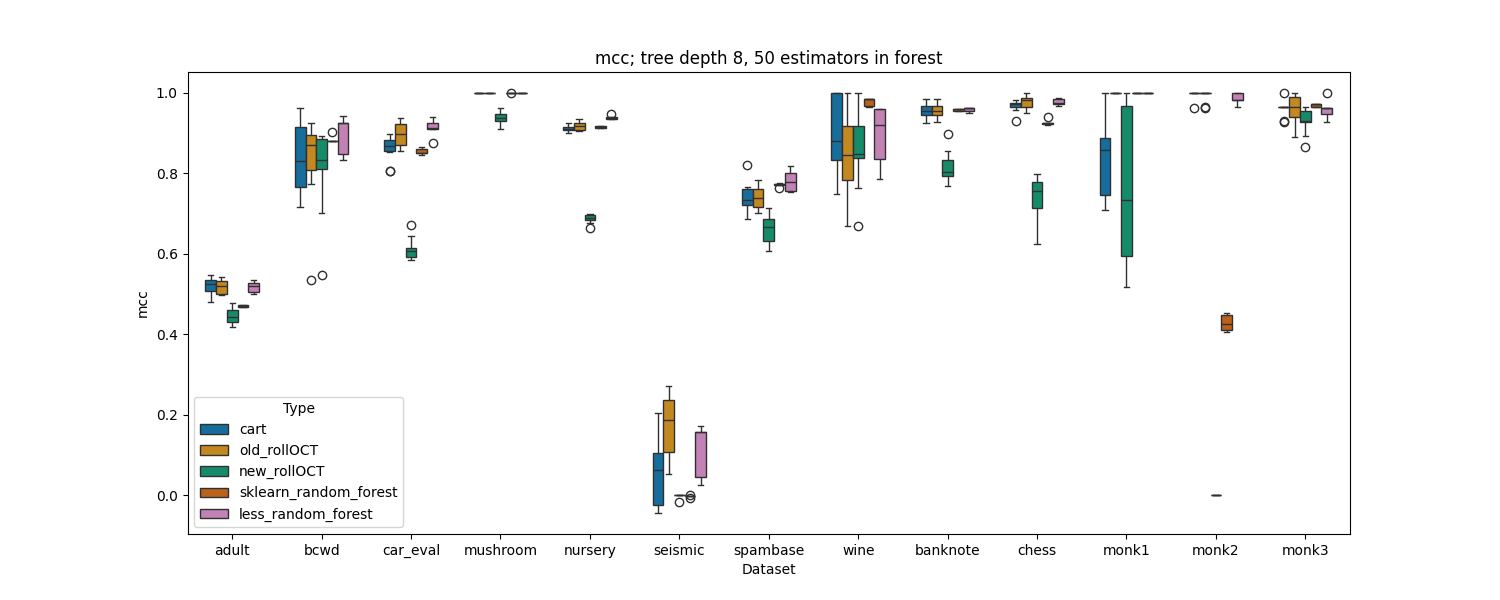 mcc; tree depth 8, 50 estimators in forest
1.0
0.8
0.6
0.4
0.2
0.0
mcc
Type
cart
old_rollOCT
new_rollOCT
sklearn_random_forest
less_random_forest
adult bcwd car_eval mushroom nursery seismic spambase wine banknote chess monk1 monk2 monk3
Dataset